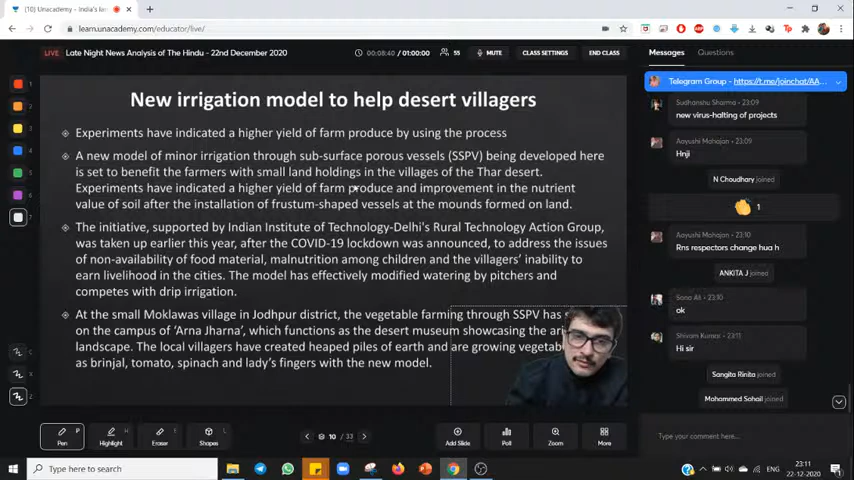 (10) Unacademy - India's la
learn.unacademy.com/educator/live/
LIVE Late Night News Analysis of The Hindu - 22nd December 2020
00:08:40 / 01:00:00
55
MUTE
CLASS SETTINGS
END CLASS
New irrigation model to help desert villagers
Experiments have indicated a higher yield of farm produce by using the process
A new model of minor irrigation through sub-surface porous vessels (SSPV) being developed here
is set to benefit the farmers with small land holdings in the villages of the Thar desert.
Experiments have indicated a higher yield of farm produce and improvement in the nutrient
value of soil after the installation of frustum-shaped vessels at the mounds formed on land.
The initiative, supported by Indian Institute of Technology-Delhi's Rural Technology Action Group,
was taken up earlier this year, after the COVID-19 lockdown was announced, to address the issues
of non-availability of food material, malnutrition among children and the villagers' inability to
earn livelihood in the cities. The model has effectively modified watering by pitchers and
competes with drip irrigation.
At the small Moklawas village in Jodhpur district, the vegetable farming through SSPV has
on the campus of 'Arna Jharna', which functions as the desert museum showcasing the
landscape. The local villagers have created heaped piles of earth and are growing
as brinjal, tomato, spinach and lady's fingers with the new model.
1
2
3
4
5
6
7
Pen P
Highlight
Eraser E
Shapes
10 / 33
Add Slide
Poll
Zoom
More
Messages
Questions
Telegram Group - https://t.me/joinchat/AA...
Sudhanshu Sharma • 23:09
new virus-halting of projects
Aayushi Mahajan • 23:09
Hnji
N Choudhary joined
1
Aayushi Mahajan • 23:10
Rns respectors change hua h
ANKITA J joined
Sona Ali • 23:10
ok
Shivam Kumar • 23:11
Hi sir
Sangita Rinita joined
Mohammed Sohail joined
Type your comment here...
Type here to search
ENG
23:11
22-12-2020